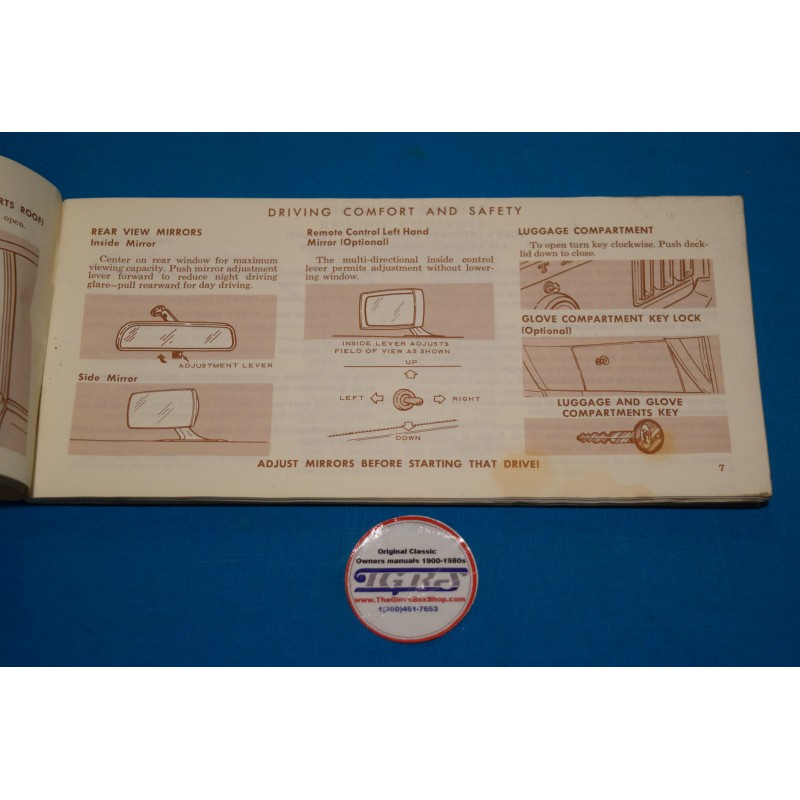 RTS ROOF)
open.
DRIVING COMFORT AND SAFETY
REAR VIEW MIRRORS
Inside Mirror
Center on rear window for maximum
viewing capacity. Push mirror adjustment
lever forward to reduce night driving
glare—pull rearward for day driving.
ADJUSTMENT LEVER
Side Mirror
Remote Control Left Hand
Mirror (Optional)
The multi-directional inside control
lever permits adjustment without lower-
ing window.
INSIDE LEVER ADJUSTS
FIELD OF VIEW AS SHOWN
UP
LEFT
RIGHT
DOWN
LUGGAGE COMPARTMENT
To open turn key clockwise. Push deck-
lid down to close.
GLOVE COMPARTMENT KEY LOCK
(Optional)
LUGGAGE AND GLOVE
COMPARTMENTS KEY
ADJUST MIRRORS BEFORE STARTING THAT DRIVE!
7
Original Classic
Owners manuals 1900-1980s
TGRS
www.TheGloveBoxShop.com
1(360)451-7653